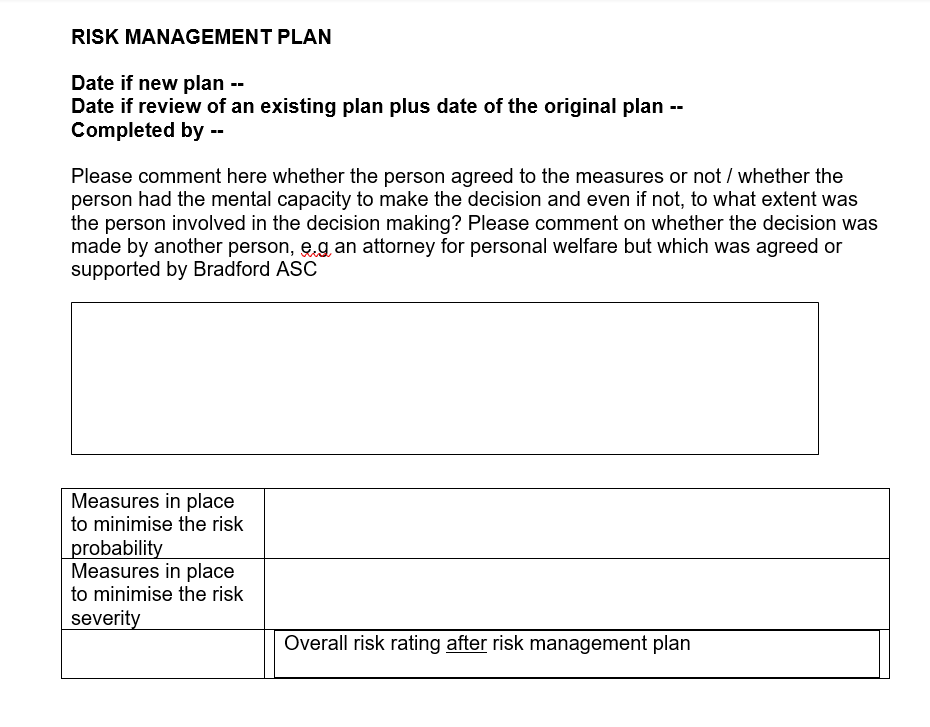 RISK MANAGEMENT PLAN
Date if new plan --
Date if review of an existing plan plus date of the original plan --
Completed by --
Please comment here whether the person agreed to the measures or not / whether the
person had the mental capacity to make the decision and even if not, to what extent was
the person involved in the decision making? Please comment on whether the decision was
made by another person, e.g an attorney for personal welfare but which was agreed or
supported by Bradford ASC
Measures in place
to minimise the risk
probability
Measures in place
to minimise the risk
severity
Overall risk rating after risk management plan